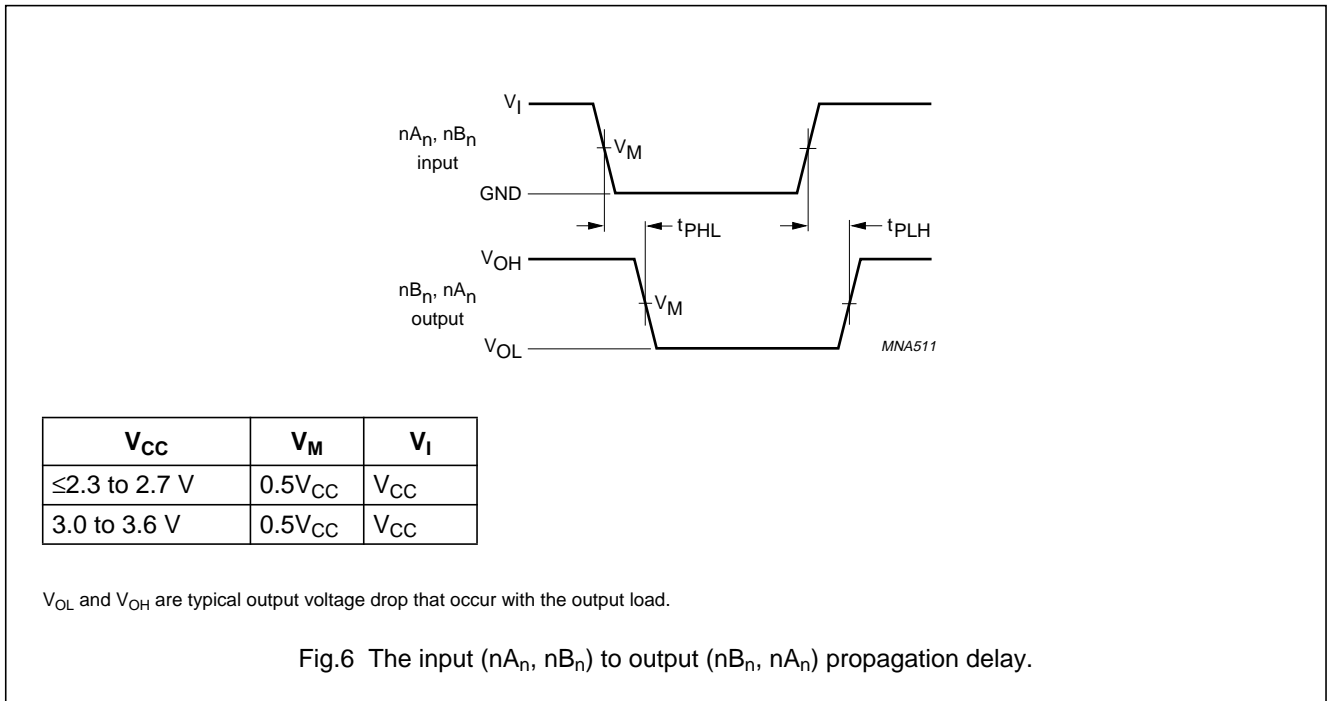 V_I
nA_n, nB_n
input
V_M
GND
t_PHL
t_PLH
V_OH
nB_n, nA_n
output
V_M
V_OL
MNA511
V_CC V_M V_I
≤2.3 to 2.7 V 0.5V_CC V_CC
3.0 to 3.6 V 0.5V_CC V_CC
V_OL and V_OH are typical output voltage drop that occur with the output load.
Fig.6 The input (nA_n, nB_n) to output (nB_n, nA_n) propagation delay.